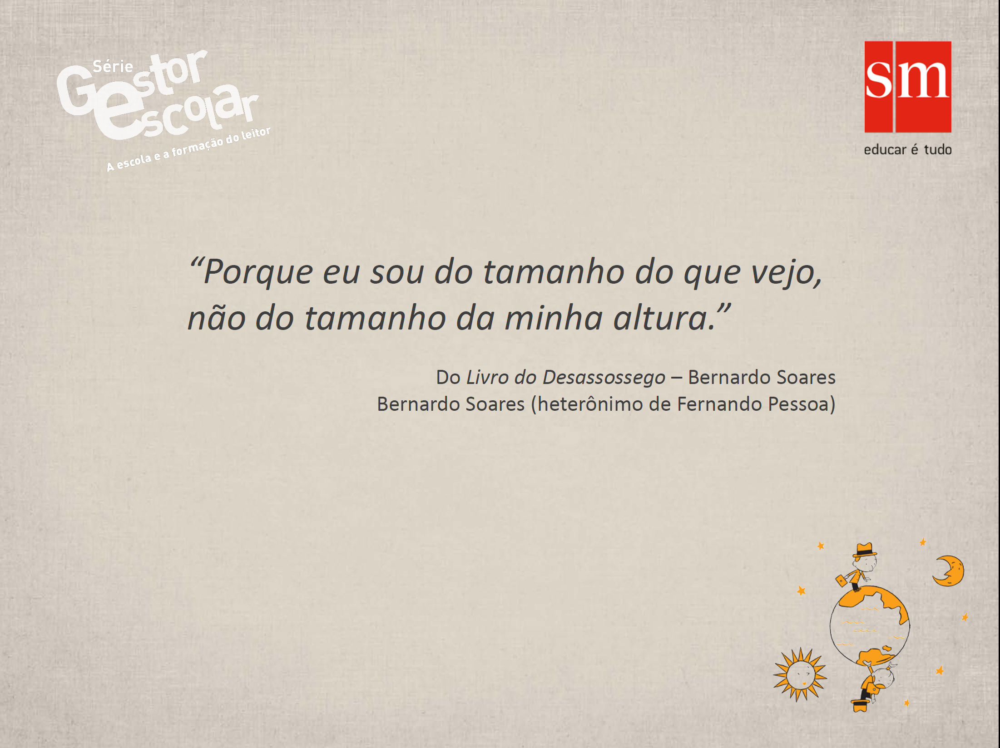 Série
Gestor
escolar
A escola e a formação do leitor
sm
educar é tudo
“Porque eu sou do tamanho do que vejo,
não do tamanho da minha altura.”
Do Livro do Desassossego – Bernardo Soares
Bernardo Soares (heterônimo de Fernando Pessoa)